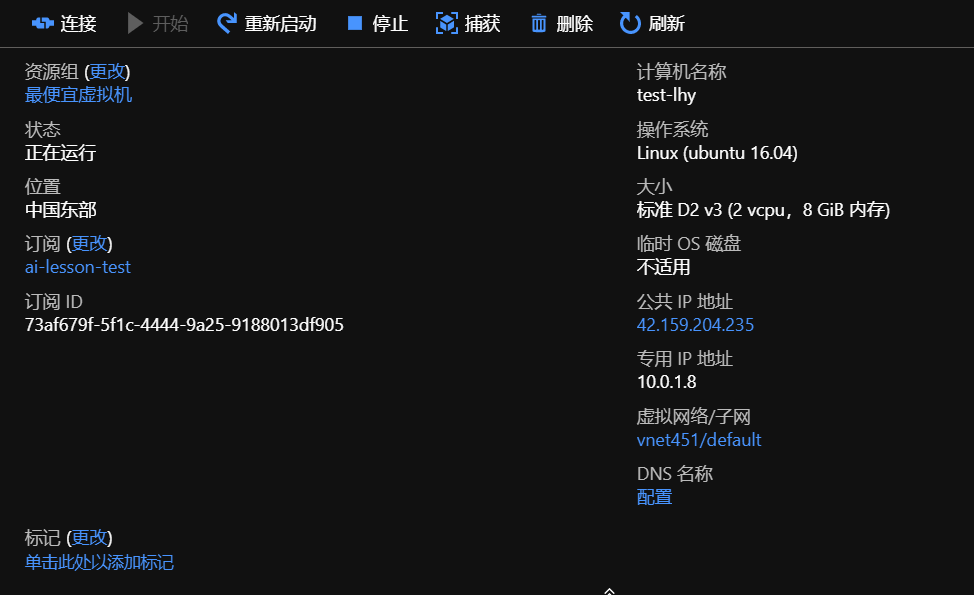 连接 开始 重新启动 停止 捕获 删除 刷新
资源组 (更改)
最便宜虚拟机
状态
正在运行
位置
中国东部
订阅 (更改)
ai-lesson-test
订阅 ID
73af679f-5f1c-4444-9a25-9188013df905
计算机名称
test-lhy
操作系统
Linux (ubuntu 16.04)
大小
标准 D2 v3 (2 vcpu，8 GiB 内存)
临时 OS 磁盘
不适用
公共 IP 地址
42.159.204.235
专用 IP 地址
10.0.1.8
虚拟网络/子网
vnet451/default
DNS 名称
配置
标记 (更改)
单击此处以添加标记